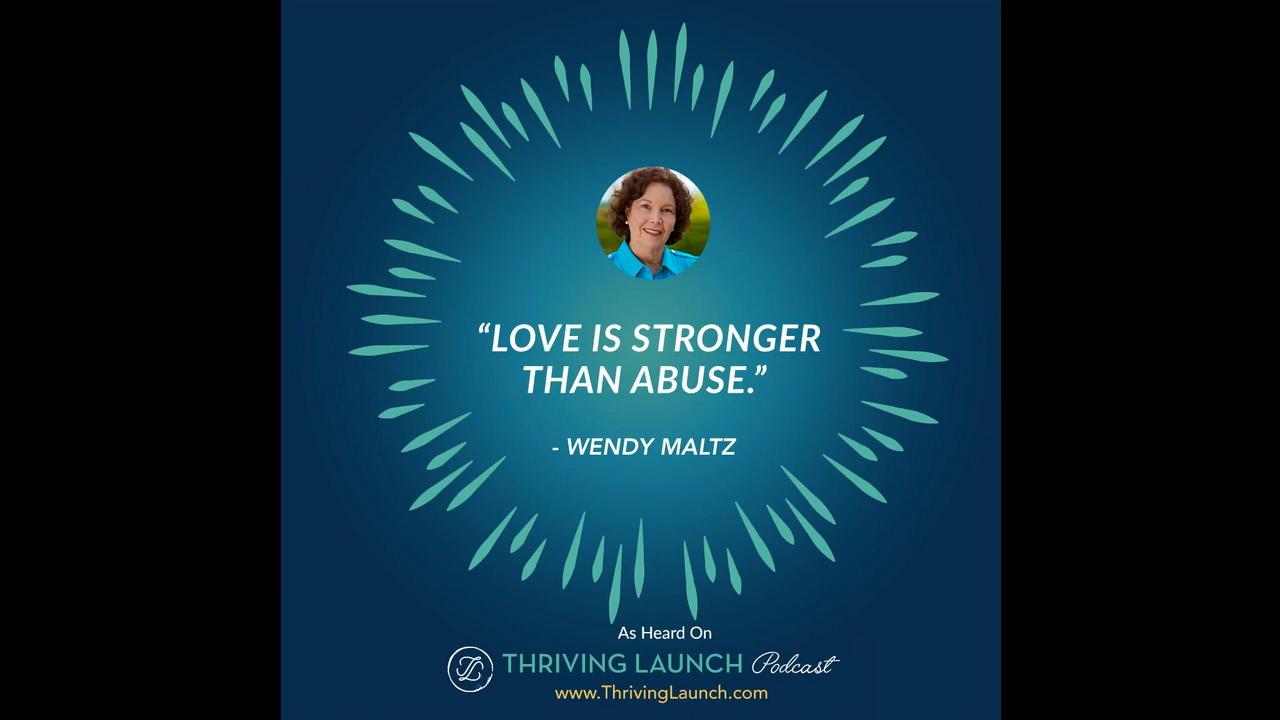 “LOVE IS STRONGER
THAN ABUSE.”
- WENDY MALTZ
As Heard On
THRIVING LAUNCH Podcast
www.ThrivingLaunch.com